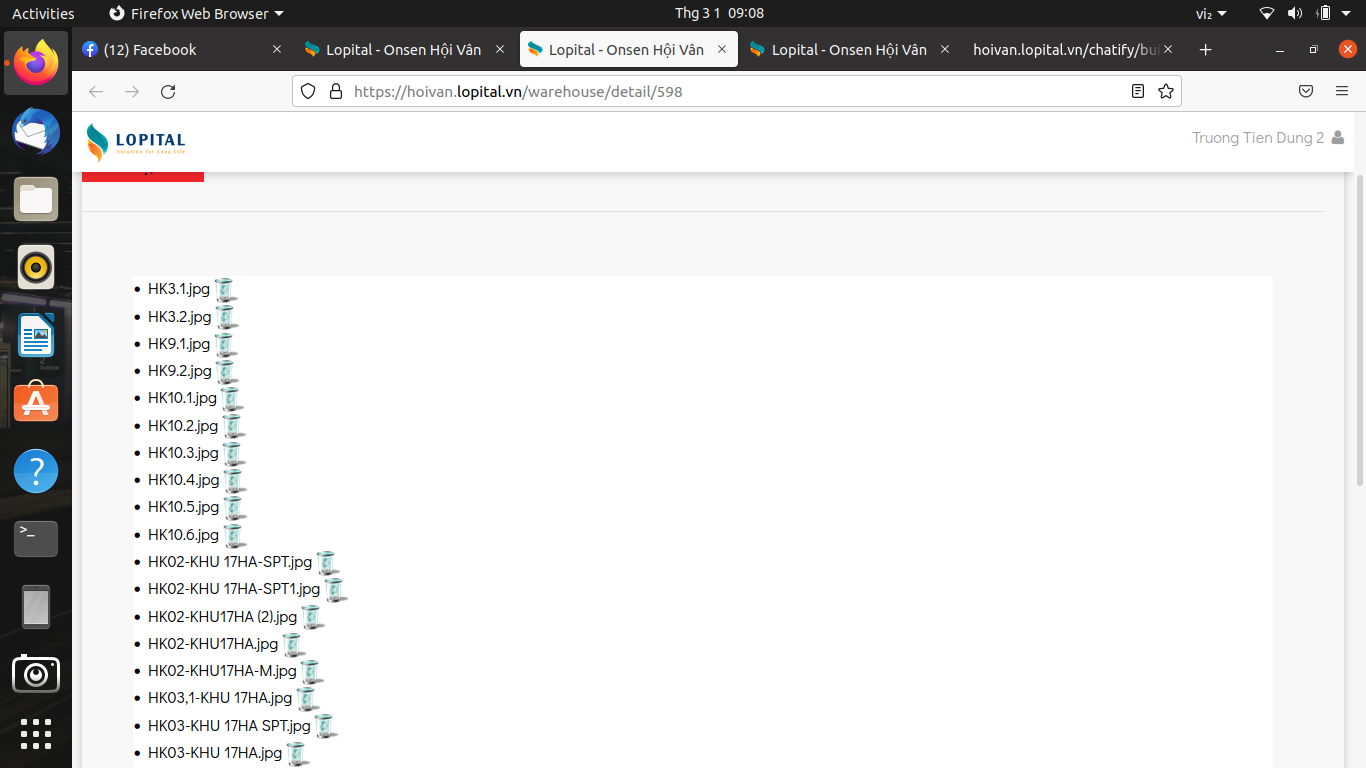 Activities
Firefox Web Browser
Thg 3 1 09:08
vi₂
(12) Facebook
Lopital - Onsen Hội Vân
Lopital - Onsen Hội Vân
Lopital - Onsen Hội Vân
hoivan.lopital.vn/chatify/bui
https://hoivan.lopital.vn/warehouse/detail/598
LOPITAL
Solution for Easy Life
Truong Tien Dung 2
HK3.1.jpg
HK3.2.jpg
HK9.1.jpg
HK9.2.jpg
HK10.1.jpg
HK10.2.jpg
HK10.3.jpg
HK10.4.jpg
HK10.5.jpg
HK10.6.jpg
HK02-KHU 17HA-SPT.jpg
HK02-KHU 17HA-SPT1.jpg
HK02-KHU17HA (2).jpg
HK02-KHU17HA.jpg
HK02-KHU17HA-M.jpg
HK03,1-KHU 17HA.jpg
HK03-KHU 17HA SPT.jpg
HK03-KHU 17HA.jpg